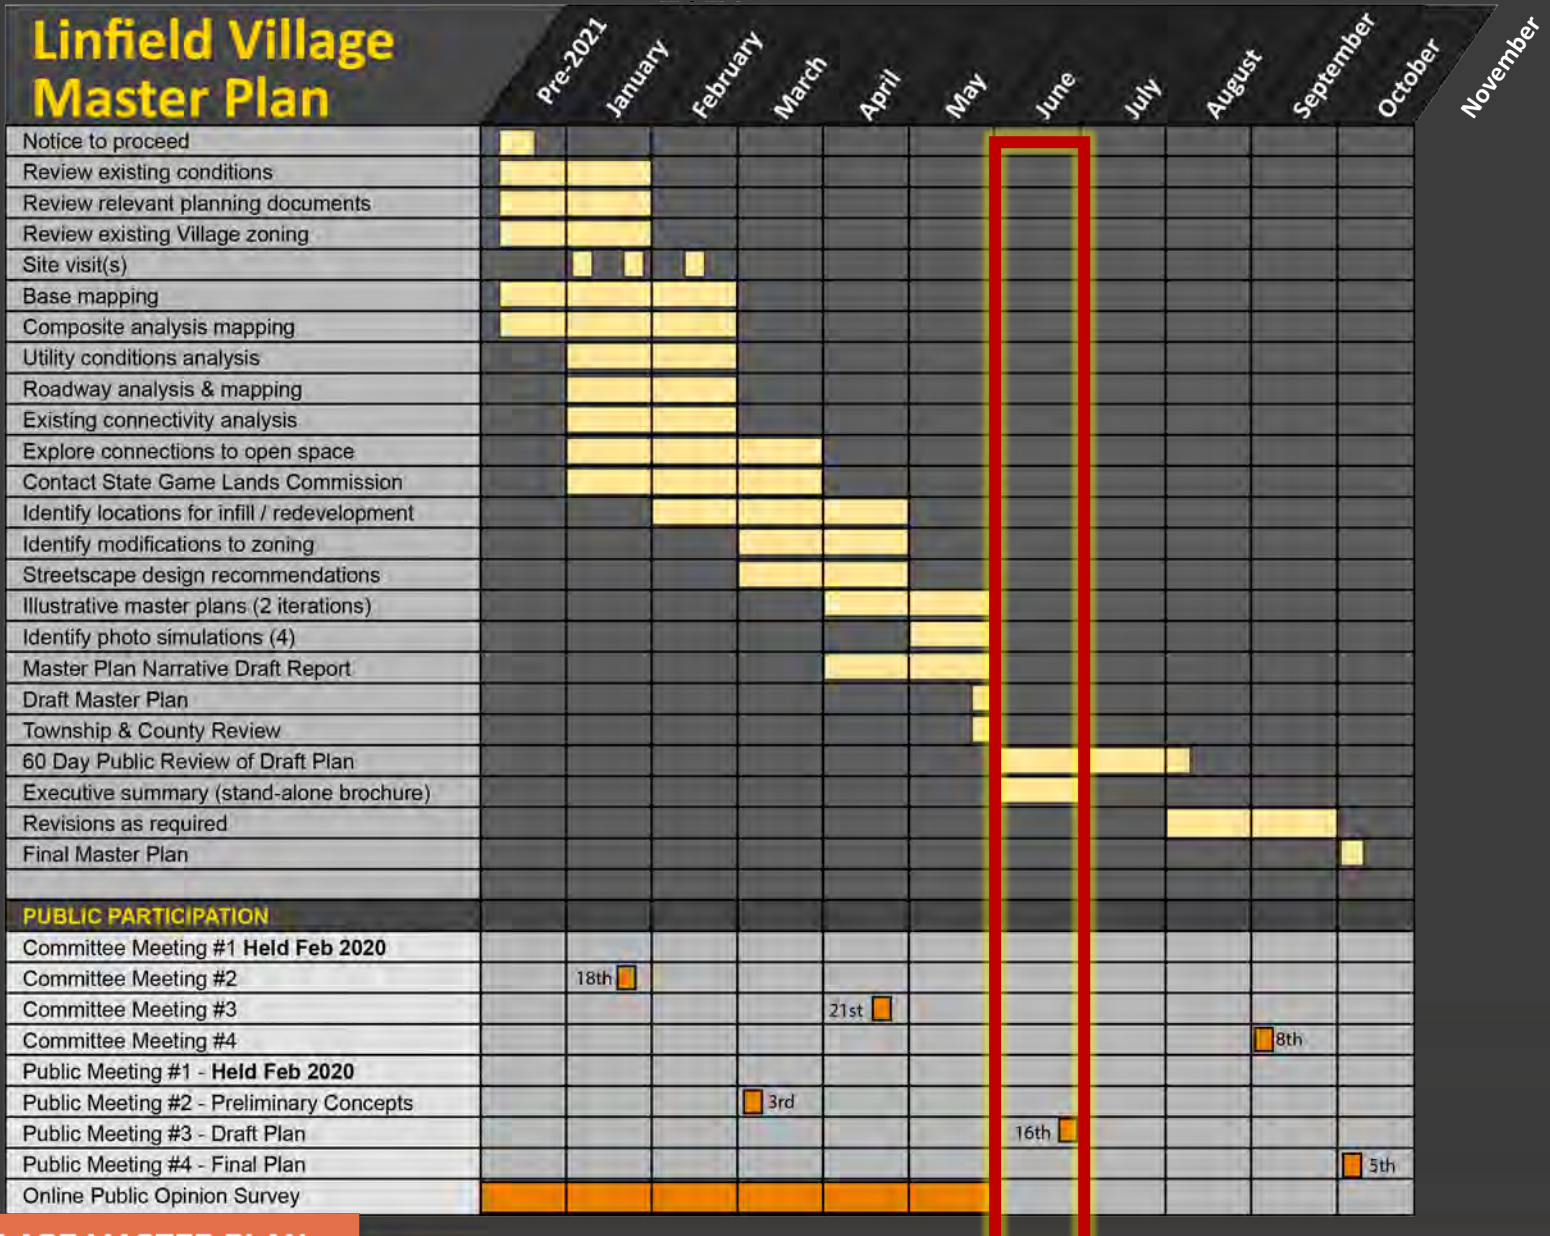 Linfield Village
Master Plan
Pre-2021
January
February
March
April
May
June
July
August
September
October
November
Notice to proceed
Review existing conditions
Review relevant planning documents
Review existing Village zoning
Site visit(s)
Base mapping
Composite analysis mapping
Utility conditions analysis
Roadway analysis & mapping
Existing connectivity analysis
Explore connections to open space
Contact State Game Lands Commission
Identify locations for infill / redevelopment
Identify modifications to zoning
Streetscape design recommendations
Illustrative master plans (2 iterations)
Identify photo simulations (4)
Master Plan Narrative Draft Report
Draft Master Plan
Township & County Review
60 Day Public Review of Draft Plan
Executive summary (stand-alone brochure)
Revisions as required
Final Master Plan
PUBLIC PARTICIPATION
Committee Meeting #1 Held Feb 2020
Committee Meeting #2 18th
Committee Meeting #3 21st
Committee Meeting #4 8th
Public Meeting #1 - Held Feb 2020
Public Meeting #2 - Preliminary Concepts 3rd
Public Meeting #3 - Draft Plan 16th
Public Meeting #4 - Final Plan 5th
Online Public Opinion Survey
MASTER PLAN